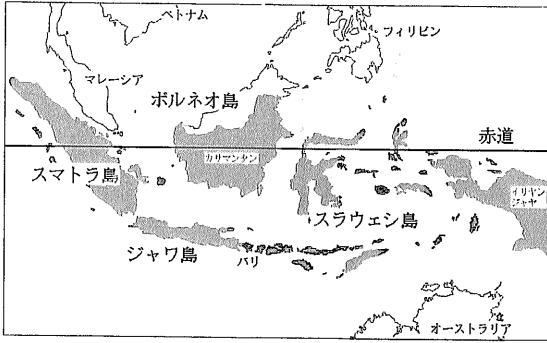 ベトナム
フィリピン
マレーシア
ボルネオ島
赤道
カリマンタン
スマトラ島
イリヤン
ジャヤ
スラウェシ島
ジャワ島
バリ
オーストラリア